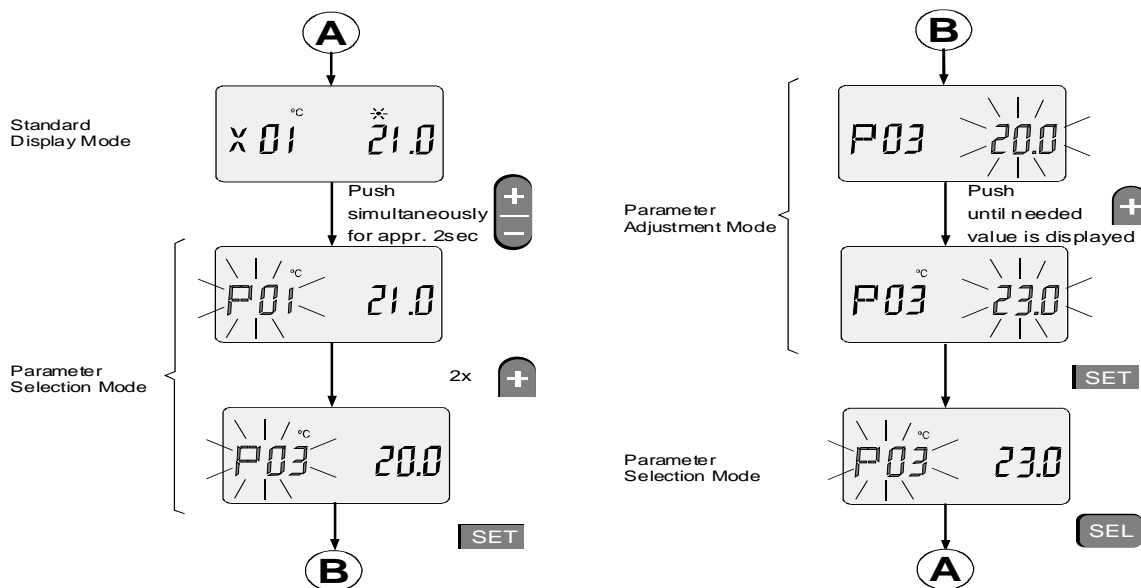 A
Standard
Display Mode
°C
X01 21.0
Push
simultaneously
for appr. 2sec
+
−
Parameter
Selection Mode
°C
P01 21.0
2x +
°C
P03 20.0
SET
B
B
Parameter
Adjustment Mode
P03 20.0
Push
until needed
value is displayed
+
°C
P03 23.0
SET
Parameter
Selection Mode
°C
P03 23.0
SEL
A